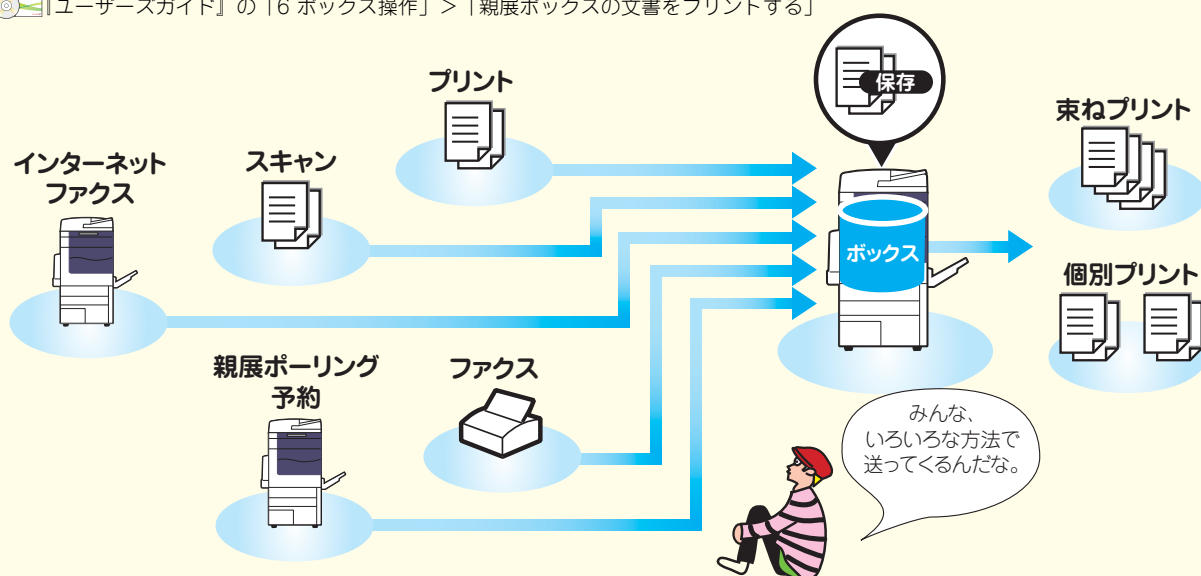 『ユーザーズガイド』の「6 ボックス操作」＞「親展ボックスの文書をプリントする」
保存
プリント
束ねプリント
インターネット
ファクス
スキャン
ボックス
個別プリント
親展ポーリング
予約
ファクス
みんな、
いろいろな方法で
送ってくるんだな。